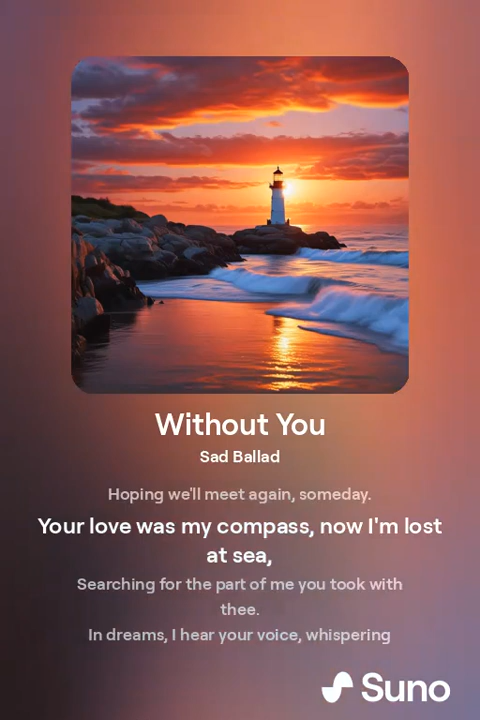 Without You
Sad Ballad
Hoping we'll meet again, someday.
Your love was my compass, now I'm lost
at sea,
Searching for the part of me you took with
thee.
In dreams, I hear your voice, whispering
Suno